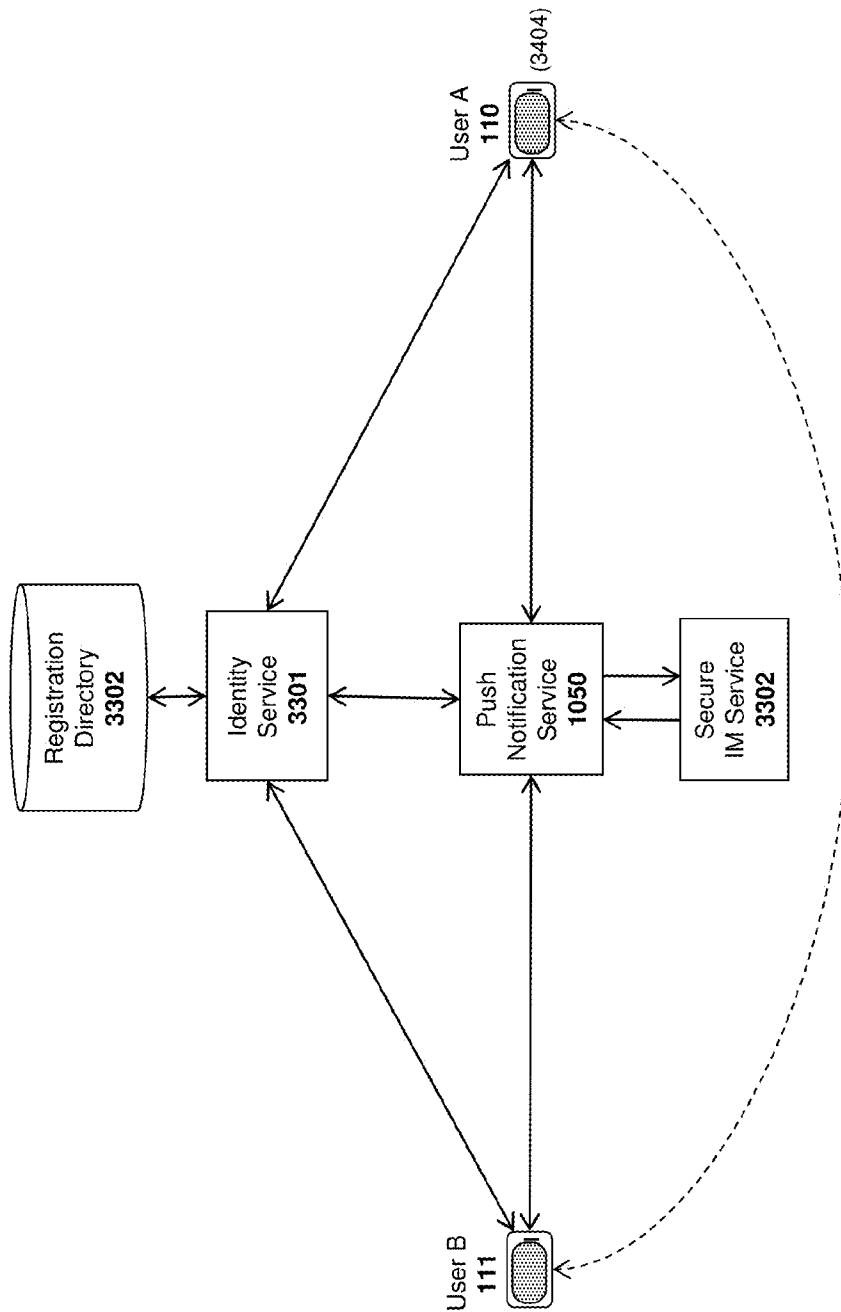 Registration
Directory
3302
Identity
Service
3301
User B
111
Push
Notification
Service
1050
User A
110
(3404)
Secure
IM Service
3302